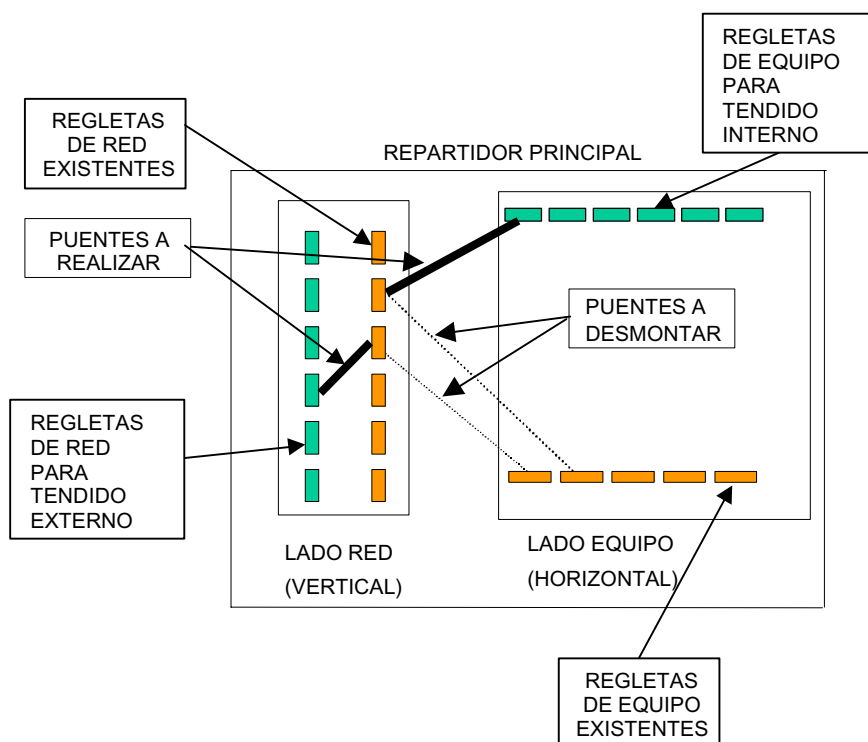 REGLETAS
DE EQUIPO
PARA
TENDIDO
INTERNO
REGLETAS
DE RED
EXISTENTES
REPARTIDOR PRINCIPAL
PUENTES A
REALIZAR
PUENTES A
DESMONTAR
REGLETAS
DE RED
PARA
TENDIDO
EXTERNO
LADO RED
(VERTICAL)
LADO EQUIPO
(HORIZONTAL)
REGLETAS
DE EQUIPO
EXISTENTES